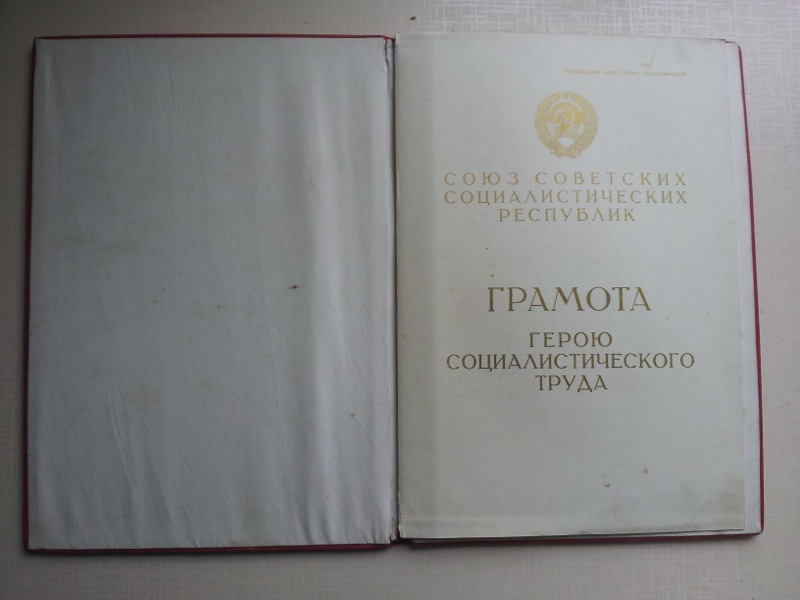 СОЮЗ СОВЕТСКИХ
СОЦИАЛИСТИЧЕСКИХ
РЕСПУБЛИК
ГРАМОТА
ГЕРОЮ
СОЦИАЛИСТИЧЕСКОГО
ТРУДА